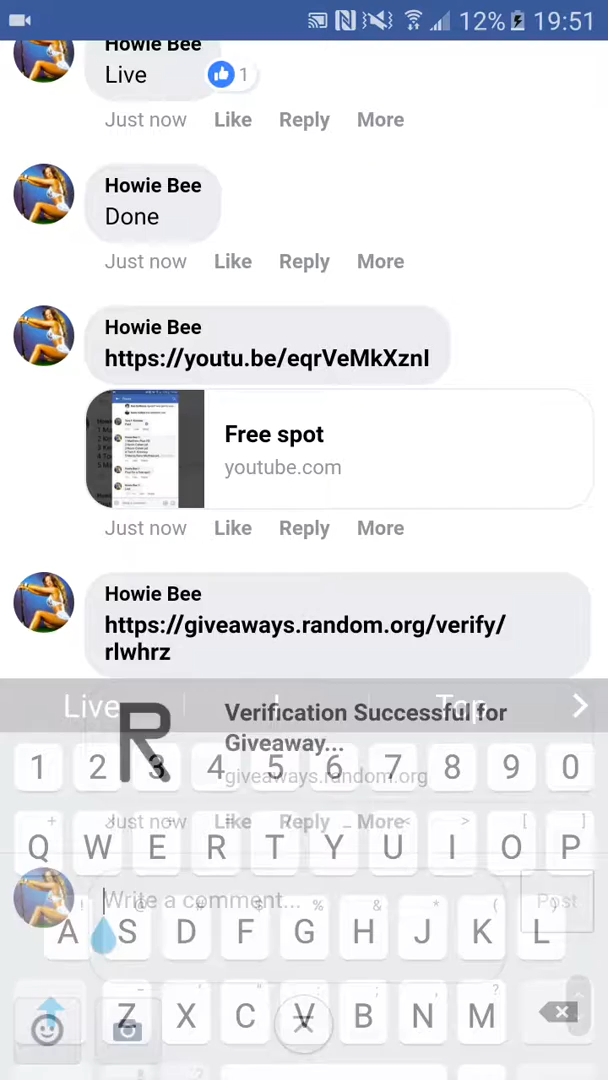 12% 19:51
Howie Bee
Live
1
Just now Like Reply More
Howie Bee
Done
Just now Like Reply More
Howie Bee
https://youtu.be/eqrVeMkXznI
Free spot
youtube.com
Just now Like Reply More
Howie Bee
https://giveaways.random.org/verify/
rlwhrz
Live I Top
R
Verification Successful for
Giveaway...
giveaways.random.org
1 2 3 4 5 6 7 8 9 0
Just now Like Reply More
Q W E R T Y U I O P
Write a comment... Post
A S D F G H J K L
Z X C V B N M